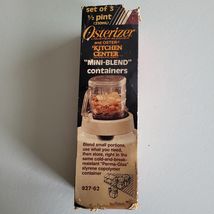 set of 3
½ pint
(250mL)
Osterizer
and OSTER®
"KITCHEN
CENTER"
"MINI-BLEND"
containers
Blend small portions,
use what you need,
then store, right in the
same cold-and-break-
resistant "Perma-Glas"
styrene copolymer
container
937-02